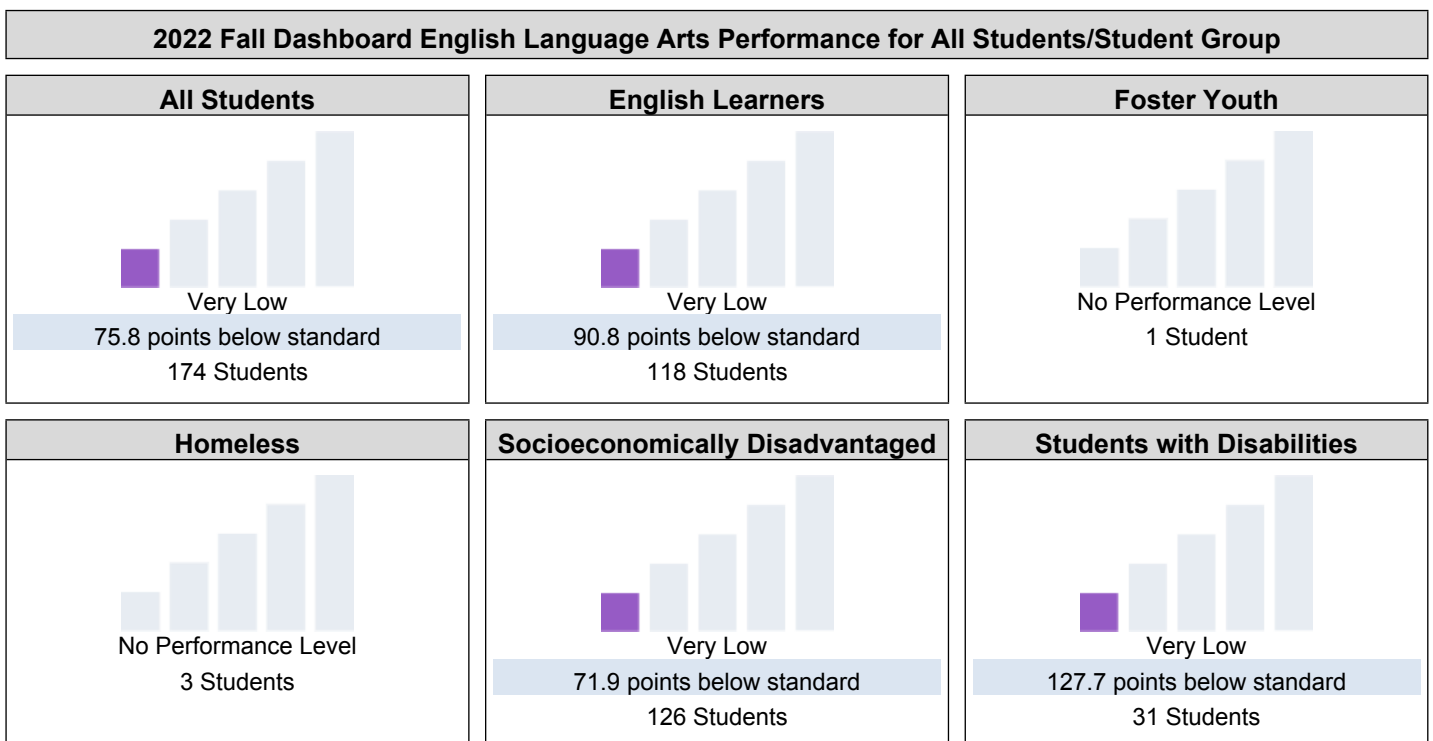 2022 Fall Dashboard English Language Arts Performance for All Students/Student Group
All Students
Very Low
75.8 points below standard
174 Students
English Learners
Very Low
90.8 points below standard
118 Students
Foster Youth
No Performance Level
1 Student
Homeless
No Performance Level
3 Students
Socioeconomically Disadvantaged
Very Low
71.9 points below standard
126 Students
Students with Disabilities
Very Low
127.7 points below standard
31 Students